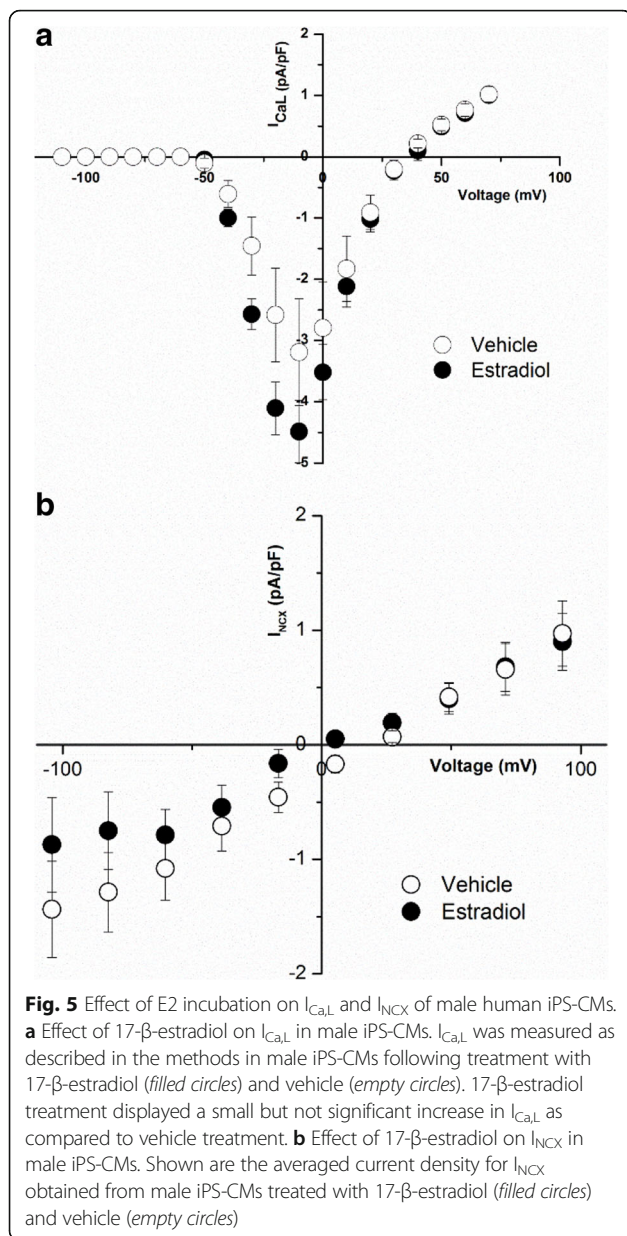 a
I_CaL (pA/pF)
2
1
0
-100
-50
0
50
100
Voltage (mV)
-1
-2
-3
-4
-5
Vehicle
Estradiol
b
I_NCX (pA/pF)
2
1
0
-100
0
100
Voltage (mV)
-1
-2
Vehicle
Estradiol
Fig. 5 Effect of E2 incubation on I_Ca,L and I_NCX of male human iPS-CMs.
a Effect of 17-β-estradiol on I_Ca,L in male iPS-CMs. I_Ca,L was measured as
described in the methods in male iPS-CMs following treatment with
17-β-estradiol (filled circles) and vehicle (empty circles). 17-β-estradiol
treatment displayed a small but not significant increase in I_Ca,L as
compared to vehicle treatment. b Effect of 17-β-estradiol on I_NCX in
male iPS-CMs. Shown are the averaged current density for I_NCX
obtained from male iPS-CMs treated with 17-β-estradiol (filled circles)
and vehicle (empty circles)